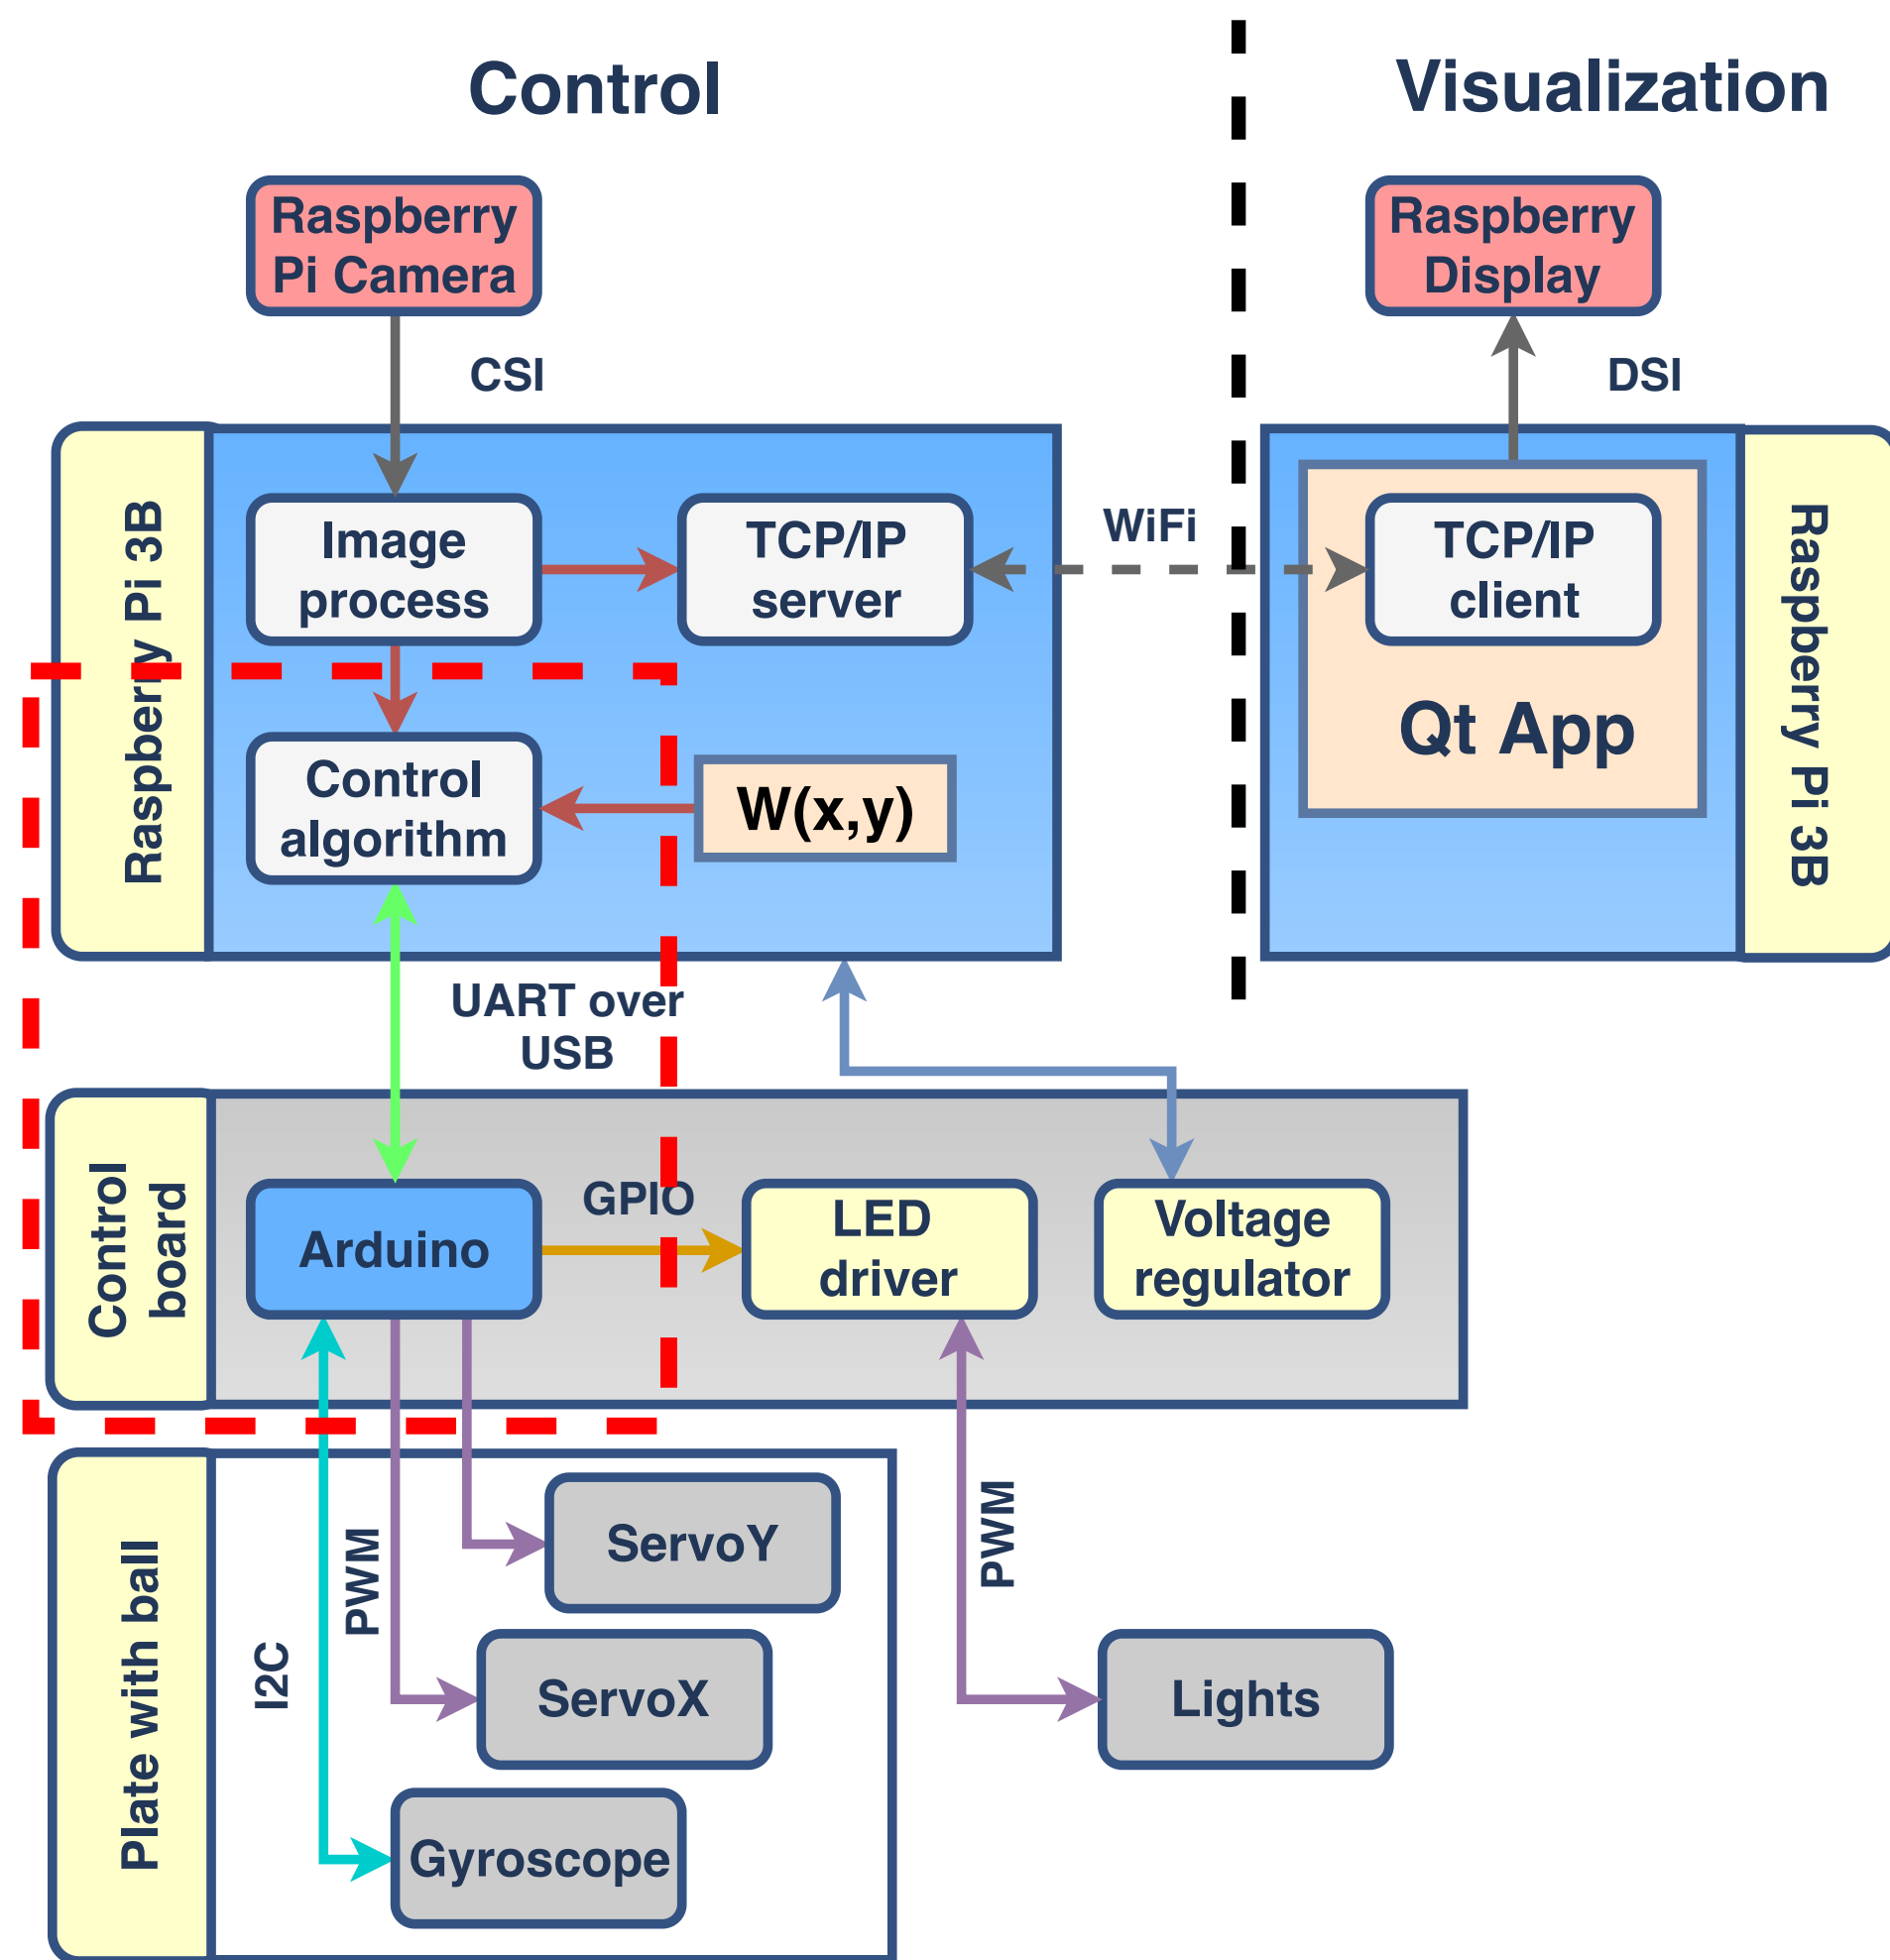 Control
Visualization
Raspberry
Pi Camera
Raspberry
Display
CSI
DSI
Raspberry Pi 3B
Image
process
TCP/IP
server
WiFi
TCP/IP
client
Qt App
Raspberry Pi 3B
Control
algorithm
W(x,y)
UART over
USB
Control
board
Arduino
GPIO
LED
driver
Voltage
regulator
Plate with ball
I2C
PWM
ServoY
PWM
ServoX
Lights
Gyroscope